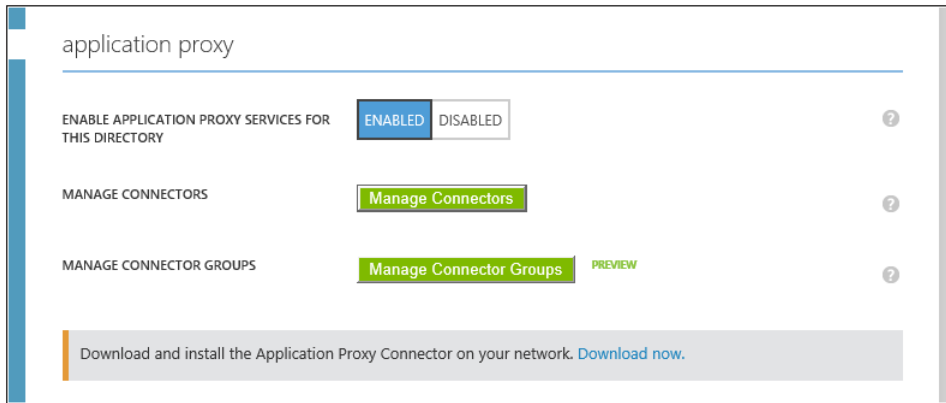 application proxy
ENABLE APPLICATION PROXY SERVICES FOR
THIS DIRECTORY
ENABLED DISABLED
?
MANAGE CONNECTORS
Manage Connectors
?
MANAGE CONNECTOR GROUPS
Manage Connector Groups
PREVIEW
?
Download and install the Application Proxy Connector on your network. Download now.